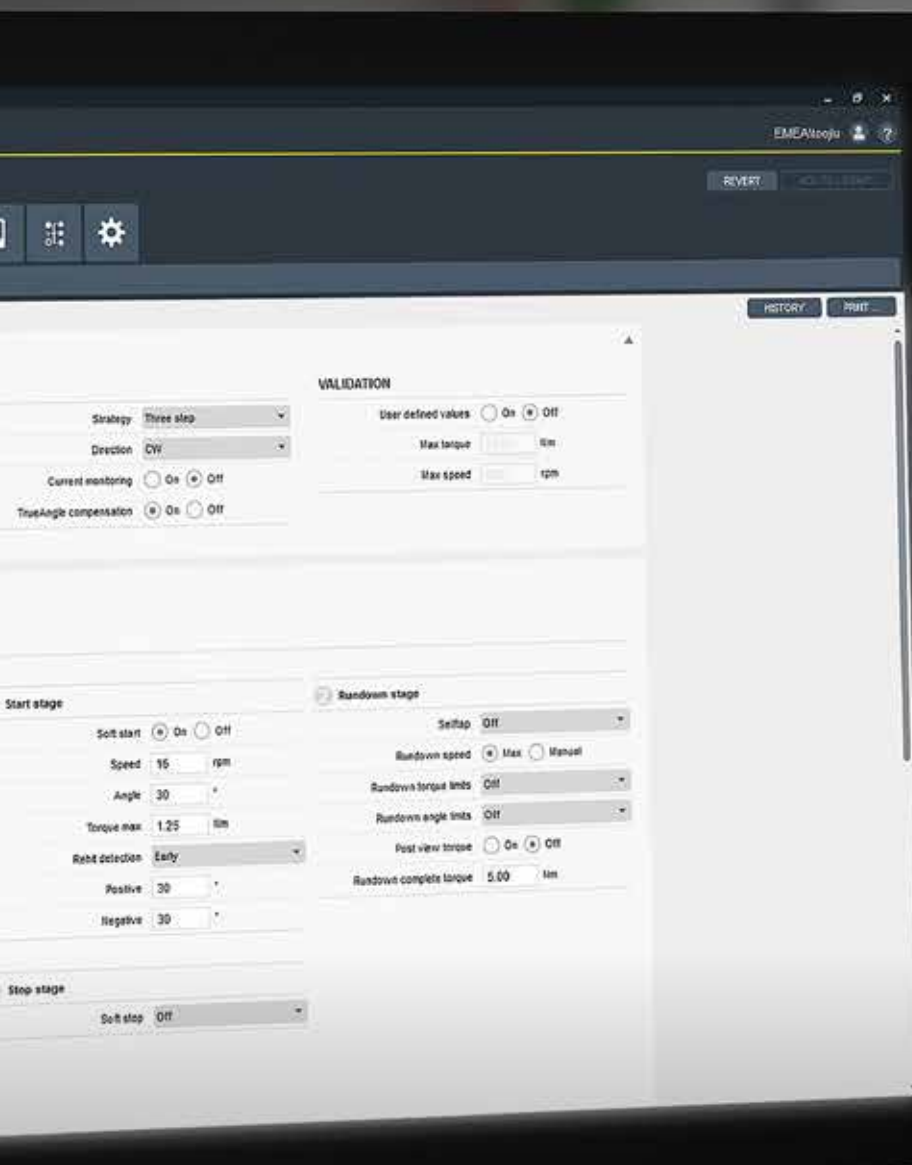 REVERT
HISTORY PRINT ...
VALIDATION
Strategy Three step
Direction CW
Current monitoring On Off
TrueAngle compensation On Off
User defined values On Off
Max torque Nm
Max speed rpm
Start stage
Soft start On Off
Speed 15 rpm
Angle 30 °
Torque max 1.25 Nm
Rehit detection Early
Positive 30 °
Negative 30 °
Stop stage
Soft stop Off
Rundown stage
Selftap Off
Rundown speed Max Manual
Rundown torque limits Off
Rundown angle limits Off
Post view torque On Off
Rundown complete torque 5.00 Nm